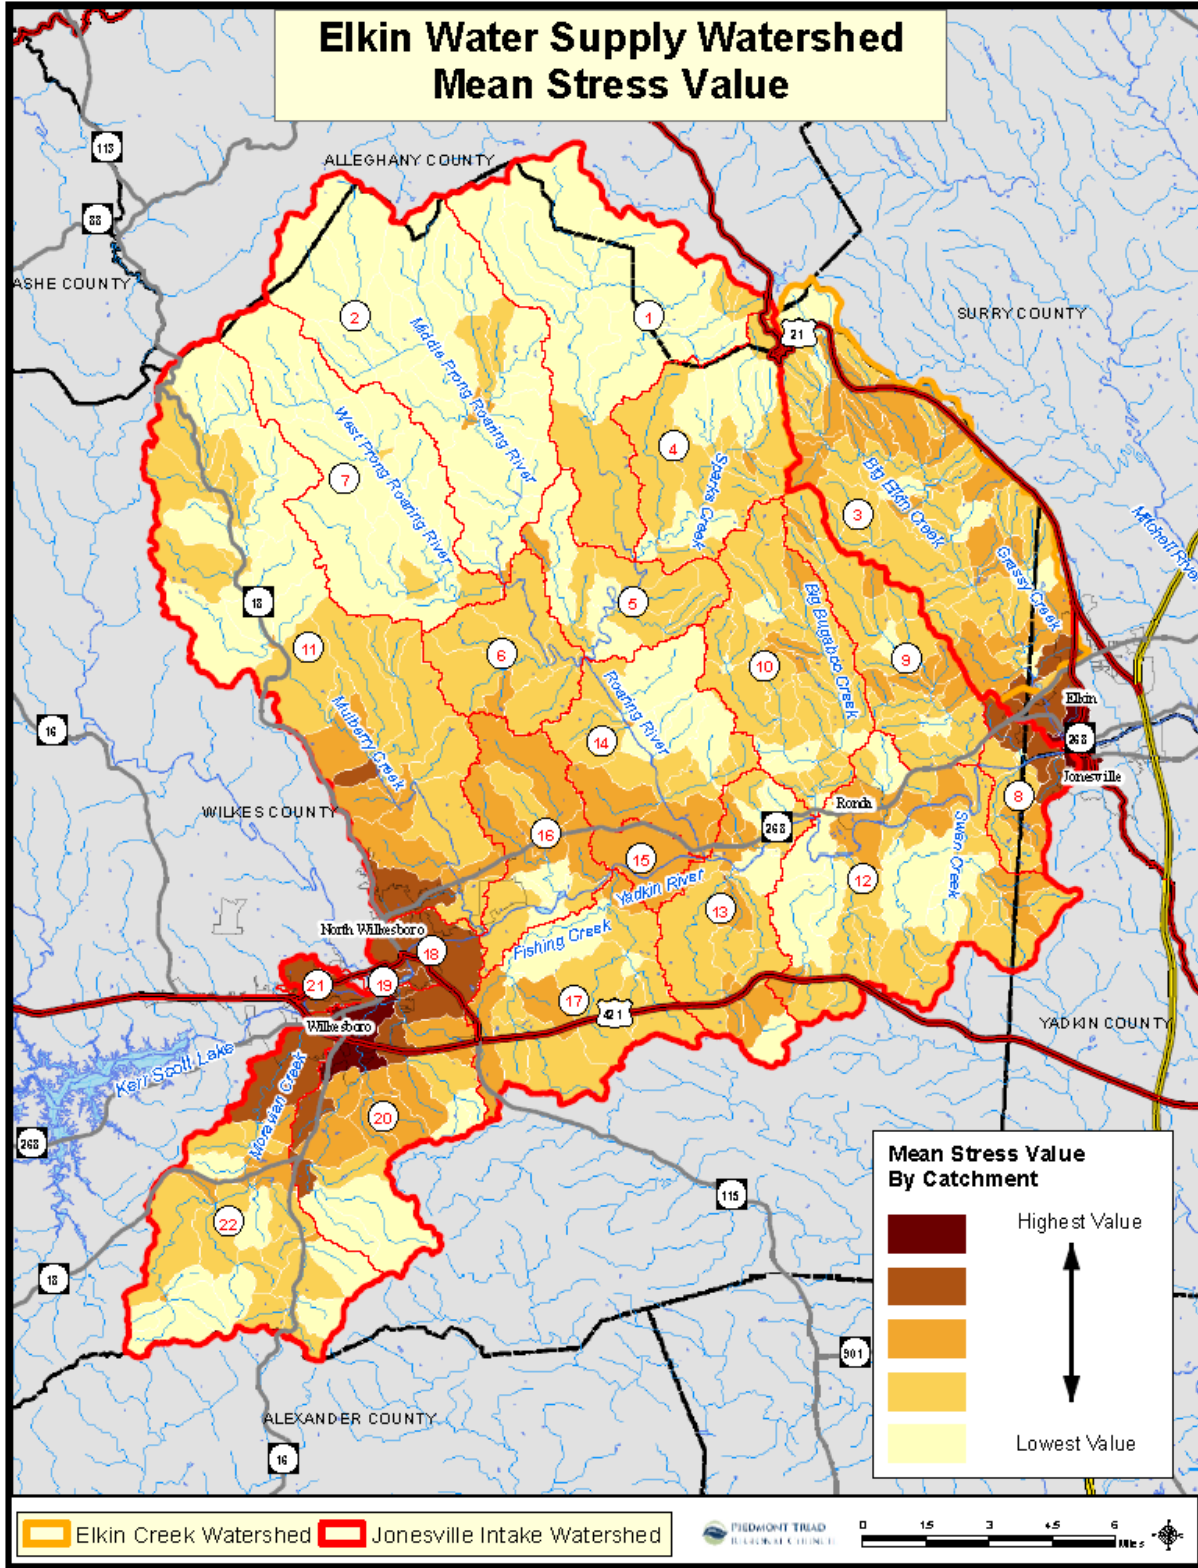 Elkin Water Supply Watershed
Mean Stress Value
ALLEGHANY COUNTY
113
88
ASHE COUNTY
SURRY COUNTY
21
2
1
Middle Prong Roaring River
West Prong Roaring River
4
7
Sparks Creek
3
Big Elkin Creek
Mitchell River
Grassy Creek
18
5
11
6
10
9
Big Bugaboo Creek
Roaring River
Mulberry Creek
16
14
Elkin
268
Jonesville
8
Ronda
WILKES COUNTY
268
16
15
Swan Creek
12
Yadkin River
13
North Wilkesboro
18
Fishing Creek
21
19
17
421
Wilkesboro
YADKIN COUNTY
Kerr Scott Lake
Moravian Creek
20
268
115
22
18
901
ALEXANDER COUNTY
16
Mean Stress Value
By Catchment
Highest Value
Lowest Value
Elkin Creek Watershed
Jonesville Intake Watershed
PIEDMONT TRIAD
REGIONAL COUNCIL
0 1.5 3 4.5 6
Miles